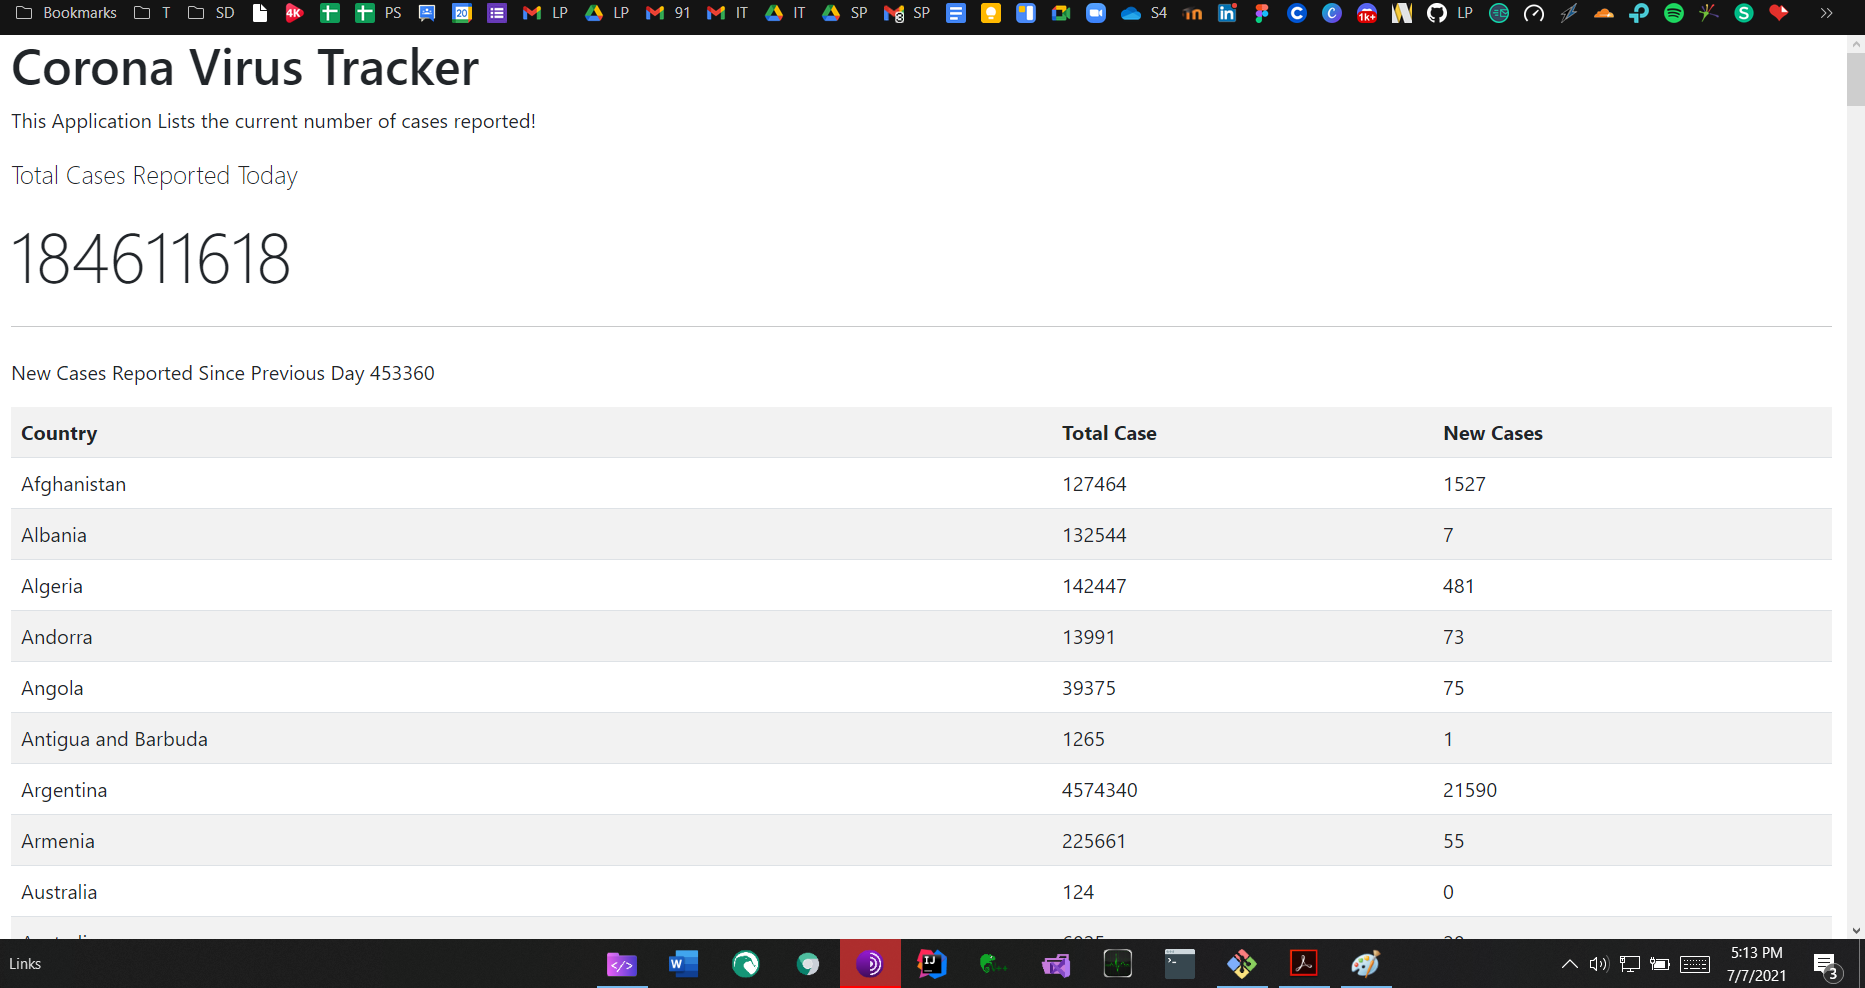 Bookmarks T SD 4K PS 20 LP LP 91 IT IT SP 3 SP S4 in 1k+ LP
Corona Virus Tracker
This Application Lists the current number of cases reported!
Total Cases Reported Today
184611618
New Cases Reported Since Previous Day 453360
Country Total Case New Cases
Afghanistan 127464 1527
Albania 132544 7
Algeria 142447 481
Andorra 13991 73
Angola 39375 75
Antigua and Barbuda 1265 1
Argentina 4574340 21590
Armenia 225661 55
Australia 124 0
Links
5:13 PM
7/7/2021
3